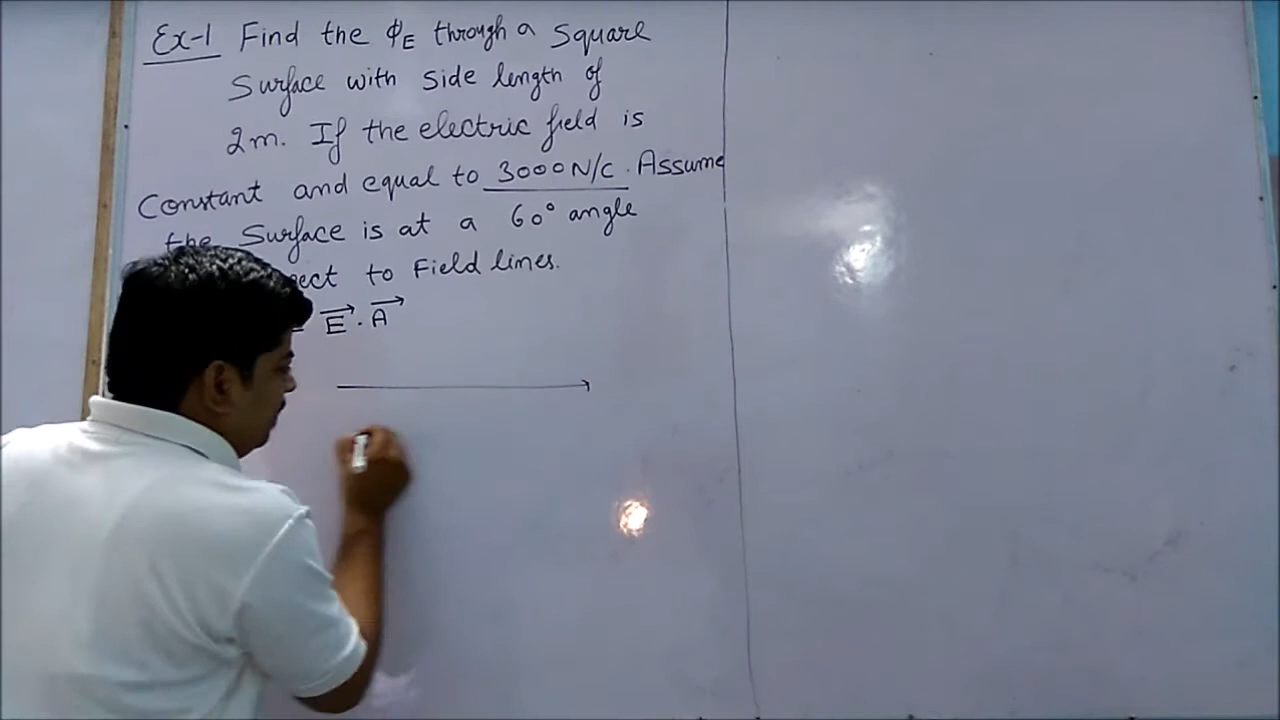 Ex-1 Find the ΦE through a Square
Surface with side length of
2m. If the electric field is
Constant and equal to 3000 N/C. Assume
the Surface is at a 60° angle
to Field lines.
E . A